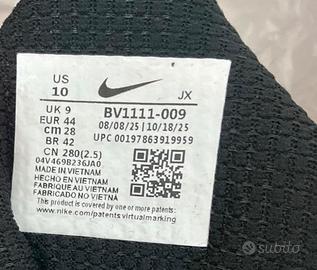 US
10
JX
UK 9
EUR 44
cm 28
BR 42
CN 280(2.5)
BV1111-009
08/08/25 | 10/18/25
UPC 00197863919959
04V469B236JA0
MADE IN VIETNAM
HECHO EN VIETNAM
FABRIQUÉ AU VIETNAM
FABRICADO NO VIETNÃ
This product is covered by one or more
www.nike.com/patents virtualmarking
subito